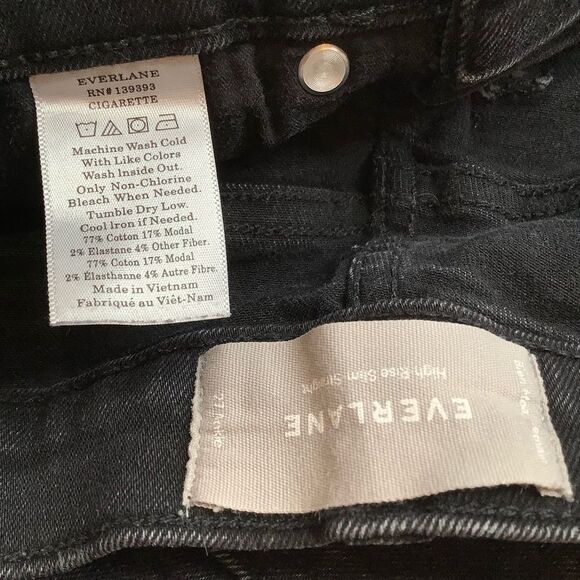 EVERLANE
RN# 139393
CIGARETTE
Machine Wash Cold
With Like Colors
Wash Inside Out.
Only Non-Chlorine
Bleach When Needed.
Tumble Dry Low.
Cool Iron if Needed.
77% Cotton 17% Modal
2% Elastane 4% Other Fiber.
77% Coton 17% Modal
2% Élasthanne 4% Autre Fibre.
Made in Vietnam
Fabriqué au Viêt-Nam
EVERLANE
High-Rise Slim Straight